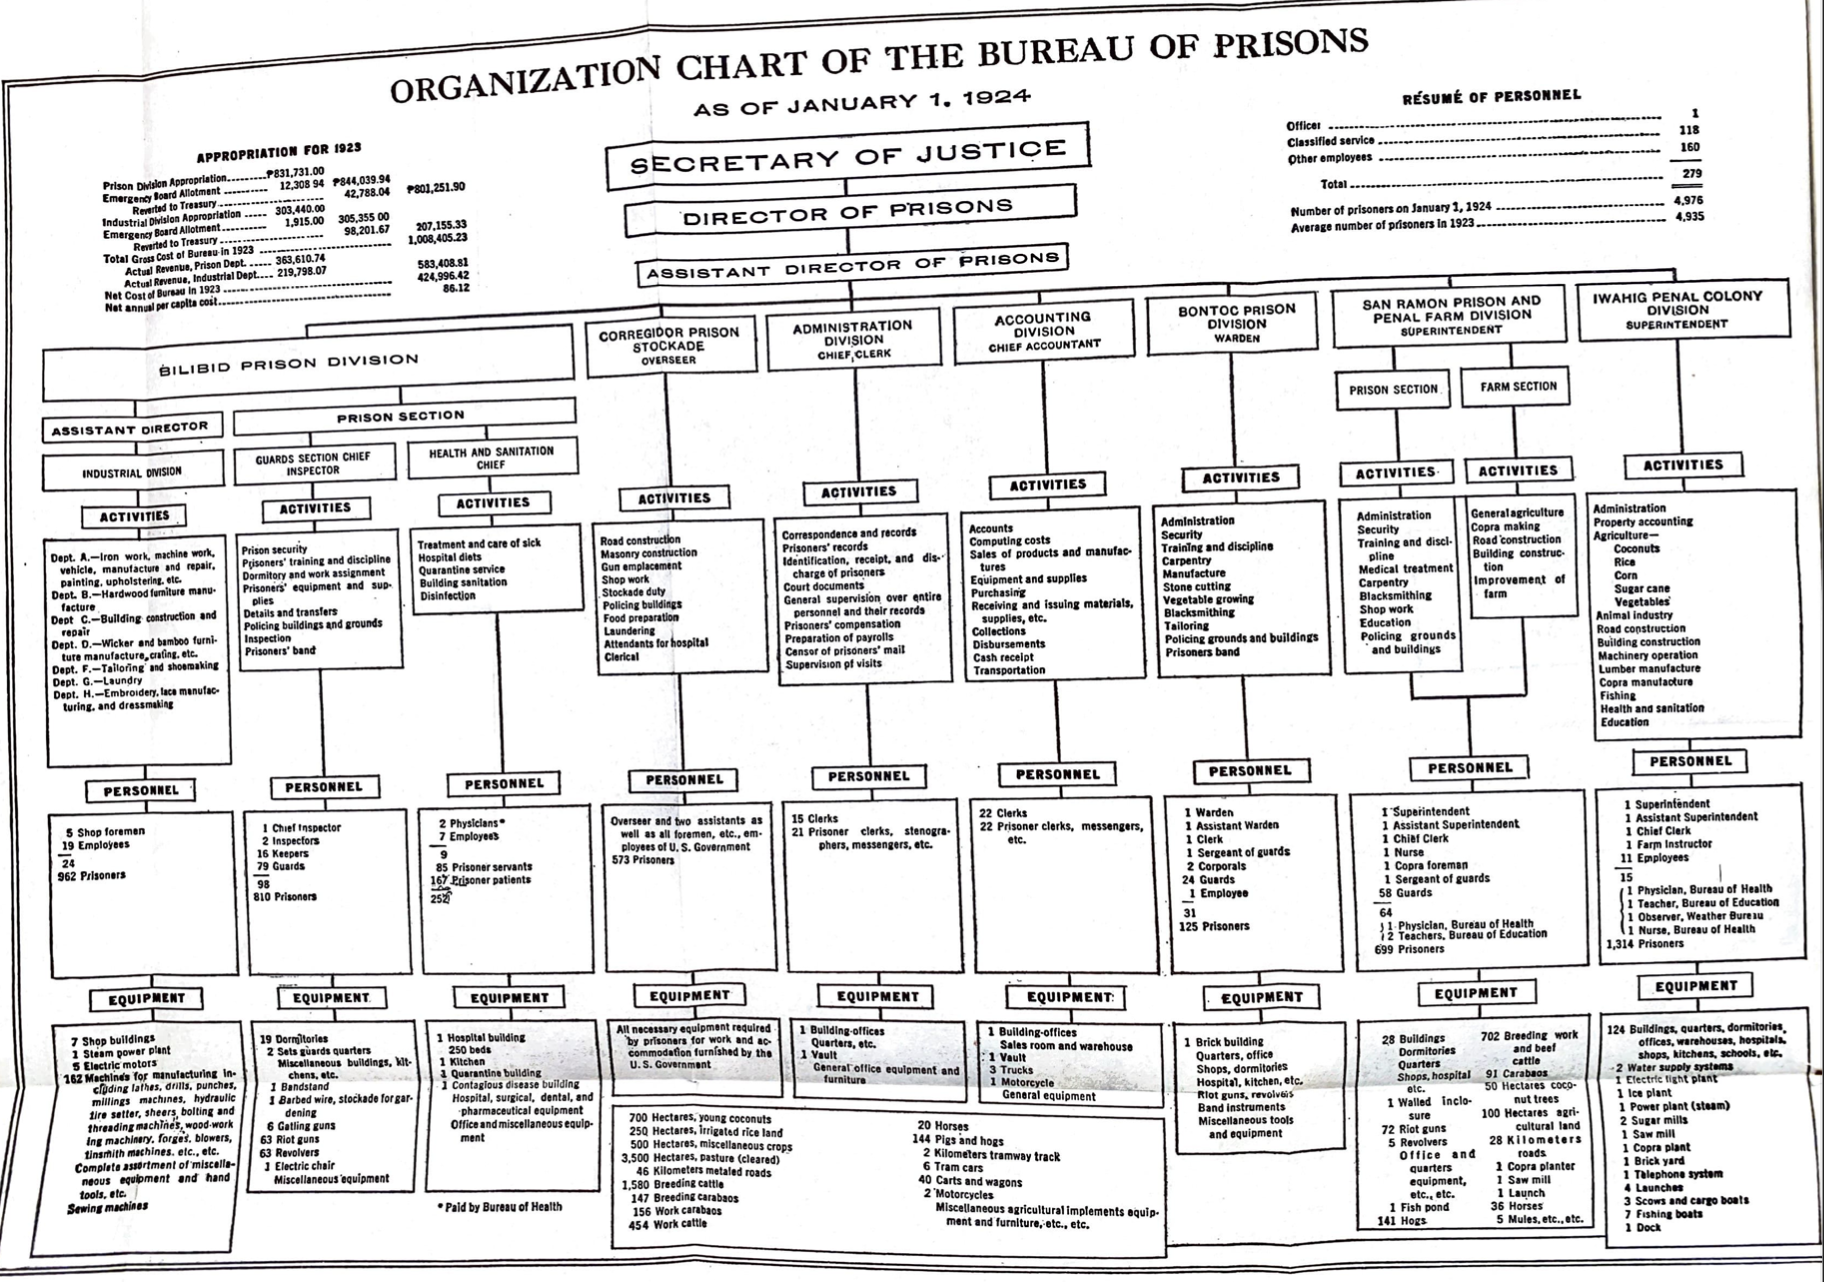 ORGANIZATION CHART OF THE BUREAU OF PRISONS
AS OF JANUARY 1, 1924
APPROPRIATION FOR 1923
Prison Division Appropriation ₱831,731.00
Emergency Board Allotment 12,308 94 ₱844,039.94
Reverted to Treasury 42,788.04 ₱801,251.90
Industrial Division Appropriation 303,440.00
Emergency Board Allotment 1,915.00 305,355 00
Reverted to Treasury 98,201.67 207,155.33
Total Gross Cost of Bureau in 1923 1,008,405.23
Actual Revenue, Prison Dept. 363,610.74
Actual Revenue, Industrial Dept. 219,798.07 583,408.81
Net Cost of Bureau in 1923 424,996.42
Net annual per capita cost 86.12
RÉSUMÉ OF PERSONNEL
Officer 1
Classified service 118
Other employees 160
Total 279
Number of prisoners on January 1, 1924 4,976
Average number of prisoners in 1923 4,935
SECRETARY OF JUSTICE
DIRECTOR OF PRISONS
ASSISTANT DIRECTOR OF PRISONS
BILIBID PRISON DIVISION
ASSISTANT DIRECTOR
INDUSTRIAL DIVISION
ACTIVITIES
Dept. A.—Iron work, machine work,
vehicle, manufacture and repair,
painting, upholstering, etc.
Dept. B.—Hardwood furniture manu-
facture
Dept C.—Building construction and
repair
Dept. D.—Wicker and bamboo furni-
ture manufacture, crating, etc.
Dept. F.—Tailoring and shoemaking
Dept. G.—Laundry
Dept. H.—Embroidery, lace manufac-
turing, and dressmaking
PERSONNEL
5 Shop foremen
19 Employees
24
962 Prisoners
EQUIPMENT
7 Shop buildings
1 Steam power plant
5 Electric motors
162 Machines for manufacturing in-
cluding lathes, drills, punches,
millings machines, hydraulic
tire setter, sheers, bolting and
threading machines, wood-work
ing machinery, forges, blowers,
tinsmith machines. etc., etc.
Complete assortment of miscella-
neous equipment and hand
tools, etc.
Sewing machines
PRISON SECTION
GUARDS SECTION CHIEF
INSPECTOR
ACTIVITIES
Prison security
Prisoners' training and discipline
Dormitory and work assignment
Prisoners' equipment and sup-
plies
Details and transfers
Policing buildings and grounds
Inspection
Prisoners' band
PERSONNEL
1 Chief Inspector
2 Inspectors
16 Keepers
79 Guards
98
810 Prisoners
EQUIPMENT
19 Dormitories
2 Sets guards quarters
Miscellaneous buildings, kit-
chens, etc.
1 Bandstand
1 Barbed wire, stockade for gar-
dening
6 Gatling guns
63 Riot guns
63 Revolvers
1 Electric chair
Miscellaneous equipment
HEALTH AND SANITATION
CHIEF
ACTIVITIES
Treatment and care of sick
Hospital diets
Quarantine service
Building sanitation
Disinfection
PERSONNEL
2 Physicians*
7 Employees
9
85 Prisoner servants
167 Prisoner patients
252
EQUIPMENT
1 Hospital building
250 beds
1 Kitchen
1 Quarantine building
1 Contagious disease building
Hospital, surgical, dental, and
pharmaceutical equipment
Office and miscellaneous equip-
ment
*Paid by Bureau of Health
CORREGIDOR PRISON
STOCKADE
OVERSEER
ACTIVITIES
Road construction
Masonry construction
Gun emplacement
Shop work
Stockade duty
Policing buildings
Food preparation
Laundering
Attendants for hospital
Clerical
PERSONNEL
Overseer and two assistants as
well as all foremen, etc., em-
ployees of U. S. Government
573 Prisoners
EQUIPMENT
All necessary equipment required
by prisoners for work and ac-
commodation furnished by the
U. S. Government
ADMINISTRATION
DIVISION
CHIEF CLERK
ACTIVITIES
Correspondence and records
Prisoners' records
Identification, receipt, and dis-
charge of prisoners
Court documents
General supervision over entire
personnel and their records
Prisoners' compensation
Preparation of payrolls
Censor of prisoners' mail
Supervision of visits
PERSONNEL
15 Clerks
21 Prisoner clerks, stenogra-
phers, messengers, etc.
EQUIPMENT
1 Building-offices
Quarters, etc.
1 Vault
General office equipment and
furniture
ACCOUNTING
DIVISION
CHIEF ACCOUNTANT
ACTIVITIES
Accounts
Computing costs
Sales of products and manufac-
tures
Equipment and supplies
Purchasing
Receiving and issuing materials,
supplies, etc.
Collections
Disbursements
Cash receipt
Transportation
PERSONNEL
22 Clerks
22 Prisoner clerks, messengers,
etc.
EQUIPMENT
1 Building-offices
Sales room and warehouse
1 Vault
3 Trucks
1 Motorcycle
General equipment
BONTOC PRISON
DIVISION
WARDEN
ACTIVITIES
Administration
Security
Training and discipline
Carpentry
Manufacture
Stone cutting
Vegetable growing
Blacksmithing
Tailoring
Policing grounds and buildings
Prisoners band
PERSONNEL
1 Warden
1 Assistant Warden
1 Clerk
1 Sergeant of guards
2 Corporals
24 Guards
1 Employee
31
125 Prisoners
EQUIPMENT
1 Brick building
Quarters, office
Shops, dormitories
Hospital, kitchen, etc.
Riot guns, revolvers
Band instruments
Miscellaneous tools
and equipment
SAN RAMON PRISON AND
PENAL FARM DIVISION
SUPERINTENDENT
PRISON SECTION
ACTIVITIES
Administration
Security
Training and disci-
pline
Medical treatment
Carpentry
Blacksmithing
Shop work
Education
Policing grounds
and buildings
FARM SECTION
ACTIVITIES
General agriculture
Copra making
Road construction
Building construc-
tion
Improvement of
farm
PERSONNEL
1 Superintendent
1 Assistant Superintendent
1 Chief Clerk
1 Nurse
1 Copra foreman
1 Sergeant of guards
58 Guards
64
1 Physician, Bureau of Health
2 Teachers, Bureau of Education
699 Prisoners
EQUIPMENT
28 Buildings
Dormitories
Quarters
Shops, hospital
etc.
1 Walled inclo-
sure
72 Riot guns
5 Revolvers
Office and
quarters
equipment,
etc., etc.
1 Fish pond
141 Hogs
702 Breeding work
and beef
cattle
91 Carabaos
50 Hectares coco-
nut trees
100 Hectares agri-
cultural land
28 Kilometers
roads
1 Copra planter
1 Saw mill
1 Launch
36 Horses
5 Mules, etc., etc.
IWAHIG PENAL COLONY
DIVISION
SUPERINTENDENT
ACTIVITIES
Administration
Property accounting
Agriculture—
Coconuts
Rice
Corn
Sugar cane
Vegetables
Animal industry
Road construction
Building construction
Machinery operation
Lumber manufacture
Copra manufacture
Fishing
Health and sanitation
Education
PERSONNEL
1 Superintendent
1 Assistant Superintendent
1 Chief Clerk
1 Farm Instructor
11 Employees
15
1 Physician, Bureau of Health
1 Teacher, Bureau of Education
1 Observer, Weather Bureau
1 Nurse, Bureau of Health
1,314 Prisoners
EQUIPMENT
124 Buildings, quarters, dormitories,
offices, warehouses, hospitals,
shops, kitchens, schools, etc.
2 Water supply systems
1 Electric light plant
1 Ice plant
1 Power plant (steam)
2 Sugar mills
1 Saw mill
1 Copra plant
1 Brick yard
1 Telephone system
4 Launches
3 Scows and cargo boats
7 Fishing boats
1 Dock
700 Hectares, young coconuts
250 Hectares, irrigated rice land
500 Hectares, miscellaneous crops
3,500 Hectares, pasture (cleared)
46 Kilometers metaled roads
1,580 Breeding cattle
147 Breeding carabaos
156 Work carabaos
454 Work cattle
20 Horses
144 Pigs and hogs
2 Kilometers tramway track
6 Tram cars
40 Carts and wagons
2 Motorcycles
Miscellaneous agricultural implements equip-
ment and furniture, etc., etc.